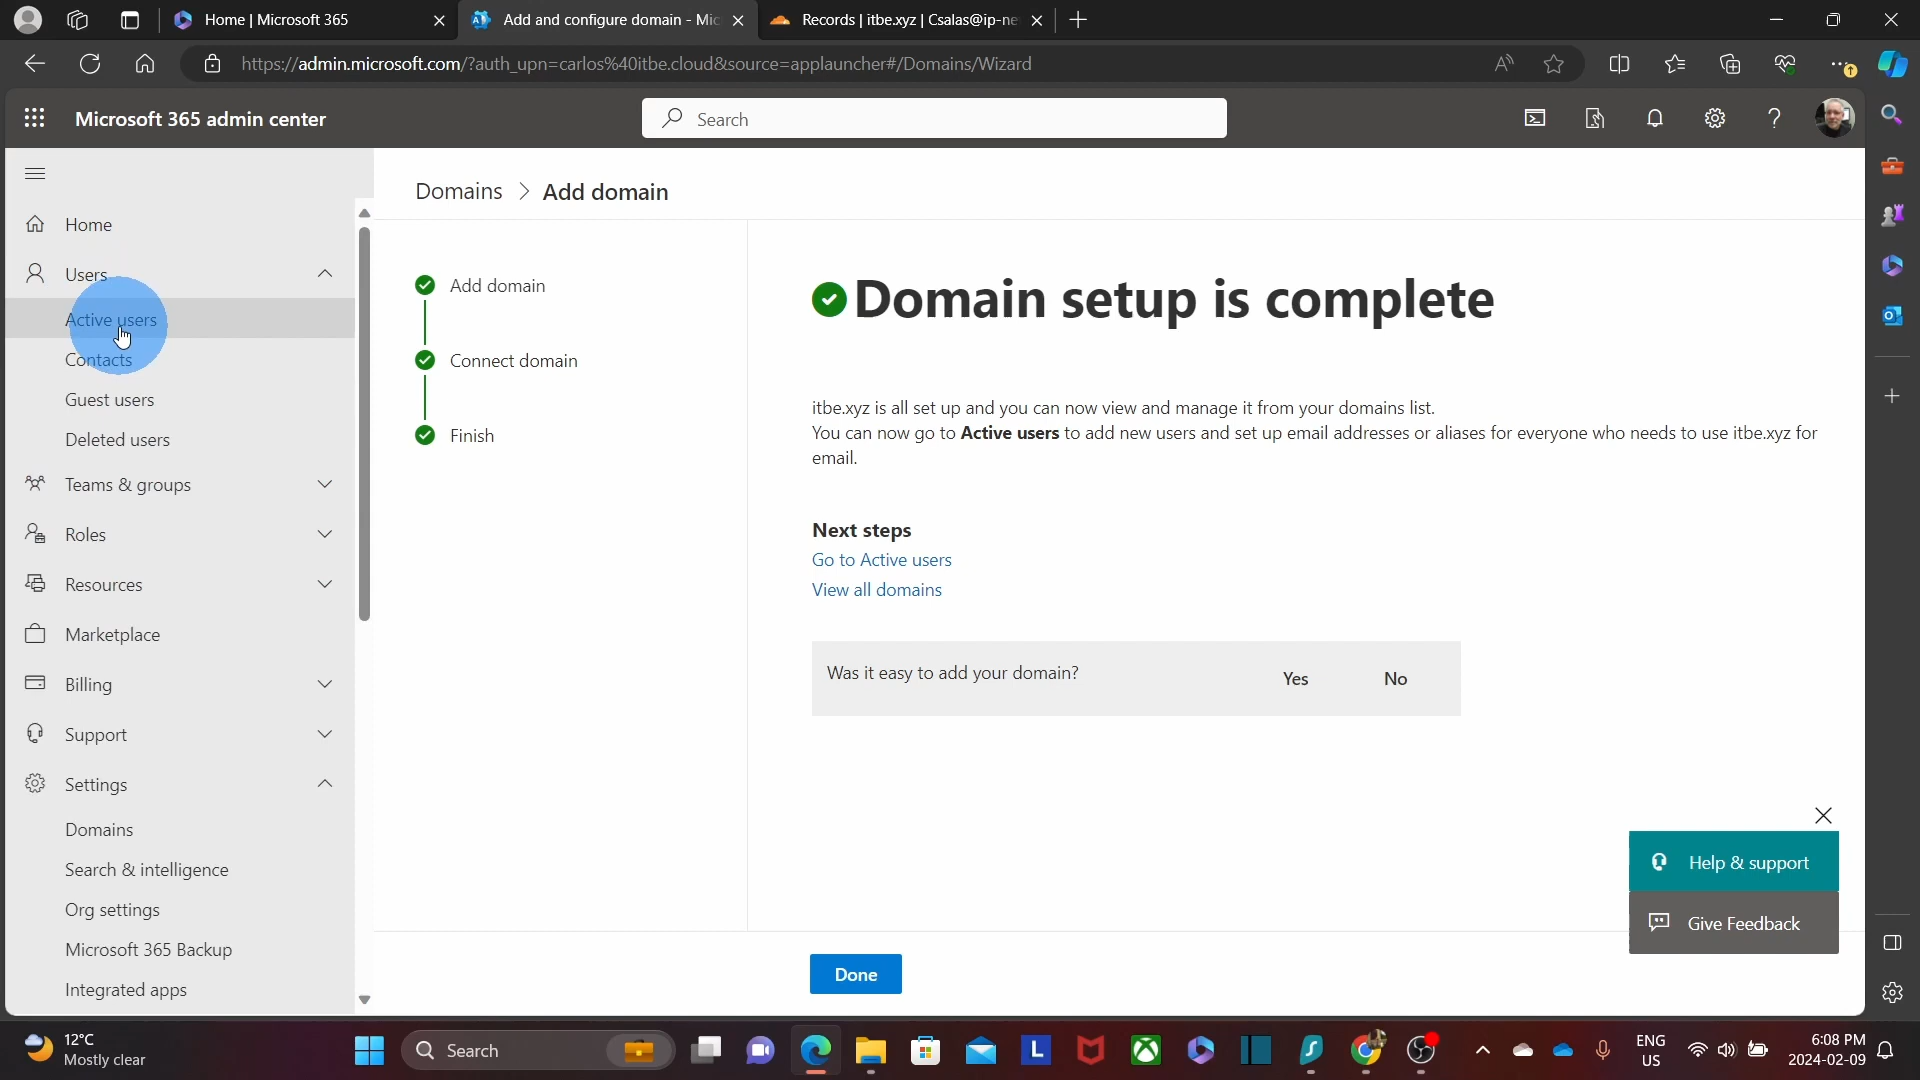 Home | Microsoft 365
Add and configure domain - Mic
Records | itbe.xyz | Csalas@ip-ne
https://admin.microsoft.com/?auth_upn=carlos%40itbe.cloud&source=applauncher#/Domains/Wizard
Microsoft 365 admin center
Search
Domains > Add domain
Home
Users
Active users
Contacts
Guest users
Deleted users
Teams & groups
Roles
Resources
Marketplace
Billing
Support
Settings
Domains
Search & intelligence
Org settings
Microsoft 365 Backup
Integrated apps
Add domain
Connect domain
Finish
Domain setup is complete
itbe.xyz is all set up and you can now view and manage it from your domains list.
You can now go to Active users to add new users and set up email addresses or aliases for everyone who needs to use itbe.xyz for
email.
Next steps
Go to Active users
View all domains
Was it easy to add your domain?
Yes
No
Help & support
Give Feedback
Done
12°C
Mostly clear
Search
ENG
US
6:08 PM
2024-02-09